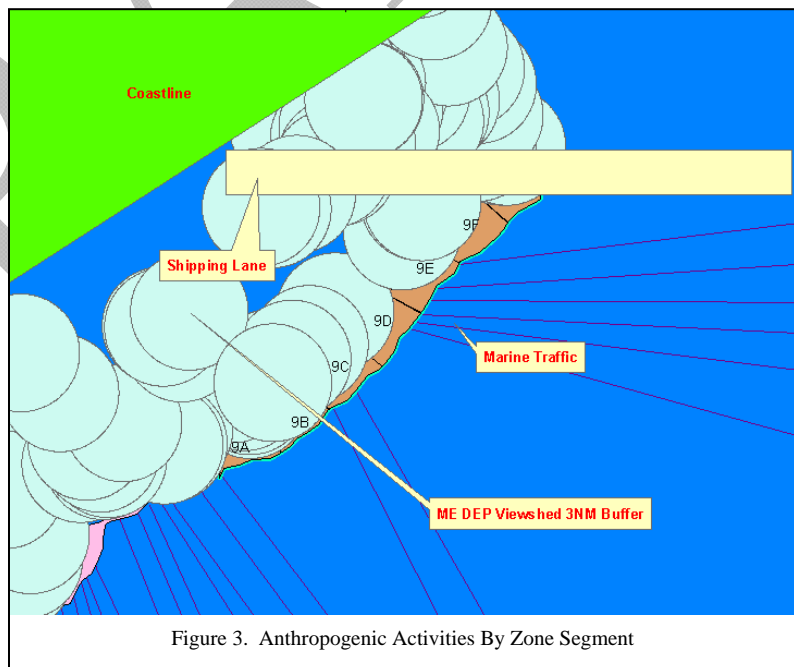 Coastline
Shipping Lane
9F
9E
9D
Marine Traffic
9C
9B
9A
ME DEP Viewshed 3NM Buffer
Figure 3. Anthropogenic Activities By Zone Segment